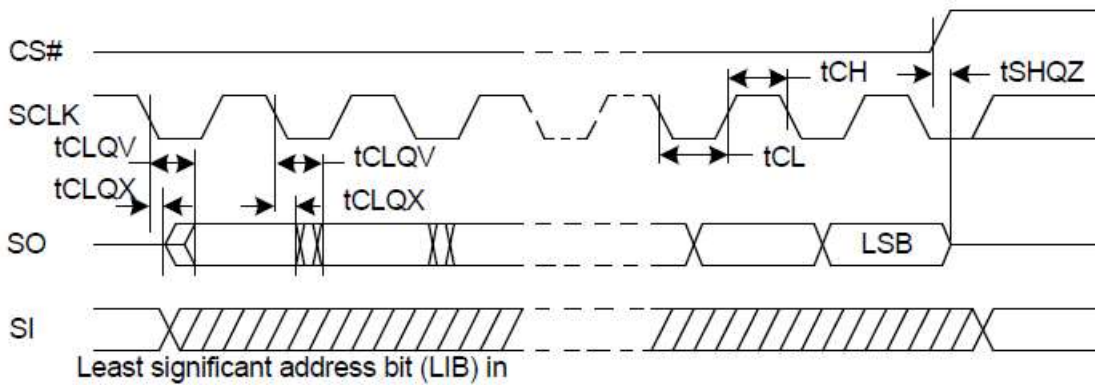 CS#
tCH
tSHQZ
SCLK
tCLQV
tCLQV
tCL
tCLQX
tCLQX
SO
LSB
SI
Least significant address bit (LIB) in